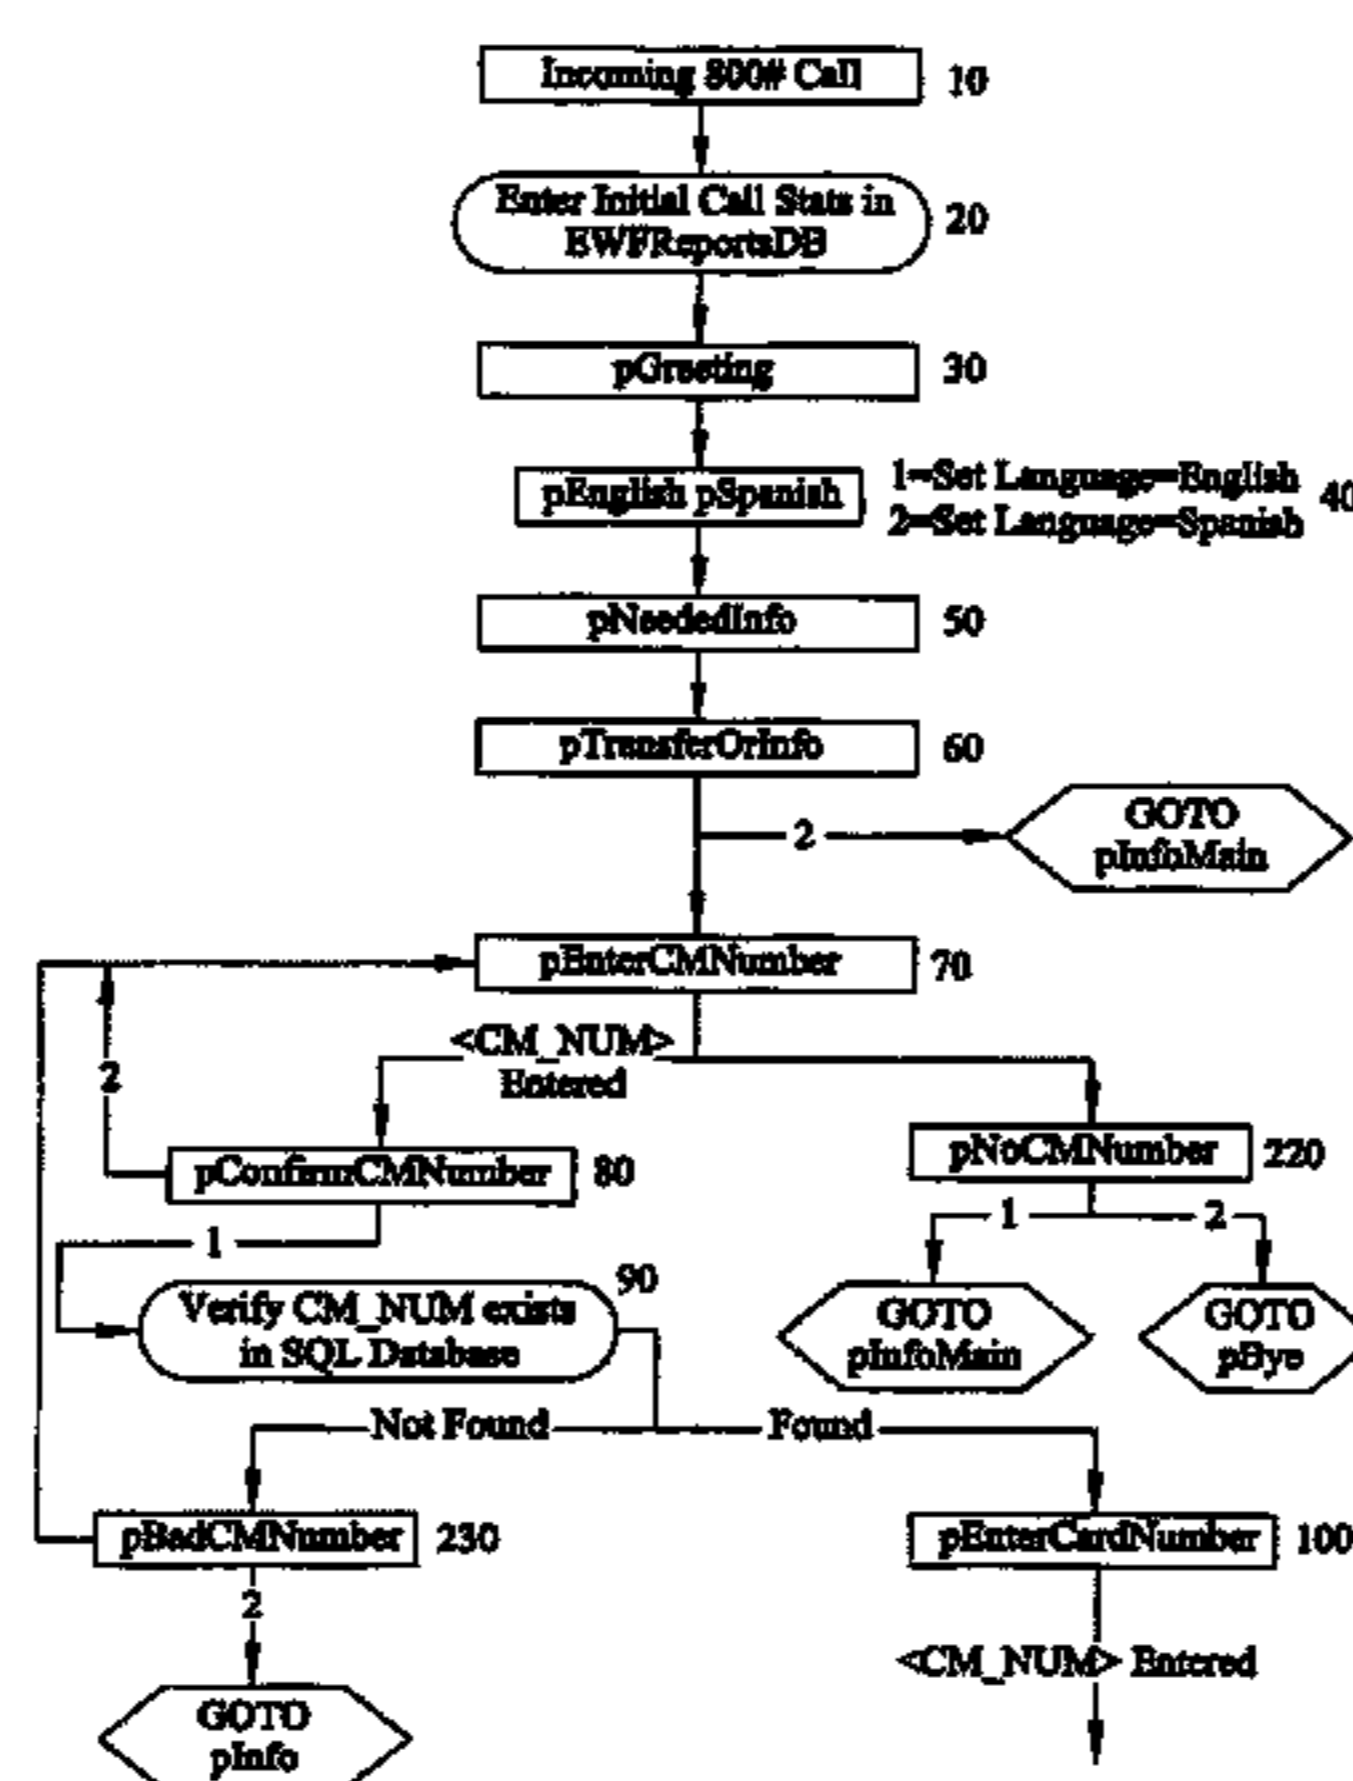 Incoming 800# Call
10
Enter Initial Call Stats in
EWFReportsDB
20
pGreeting
30
pEnglish pSpanish
1=Set Language=English
2=Set Language=Spanish
40
pNeededInfo
50
pTransferOrInfo
60
2
GOTO
pInfoMain
pEnterCMNumber
70
<CM_NUM>
Entered
2
pConfirmCMNumber
80
pNoCMNumber
220
1
1
2
Verify CM_NUM exists
in SQL Database
90
GOTO
pInfoMain
GOTO
pBye
Not Found
Found
pBadCMNumber
230
pEnterCardNumber
100
2
<CM_NUM> Entered
GOTO
pInfo